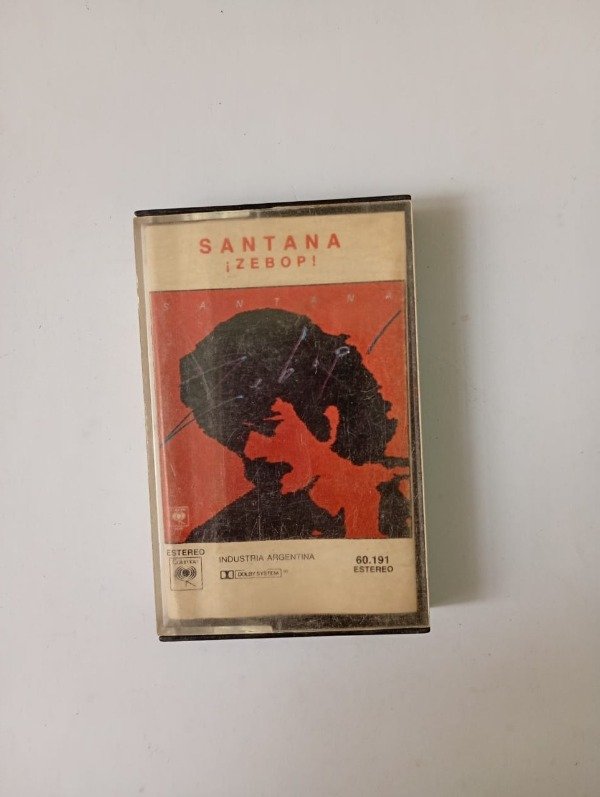 SANTANA
¡ZEBOP!
SANTANA
ESTEREO
INDUSTRIA ARGENTINA
60.191
ESTEREO
DOLBY SYSTEM